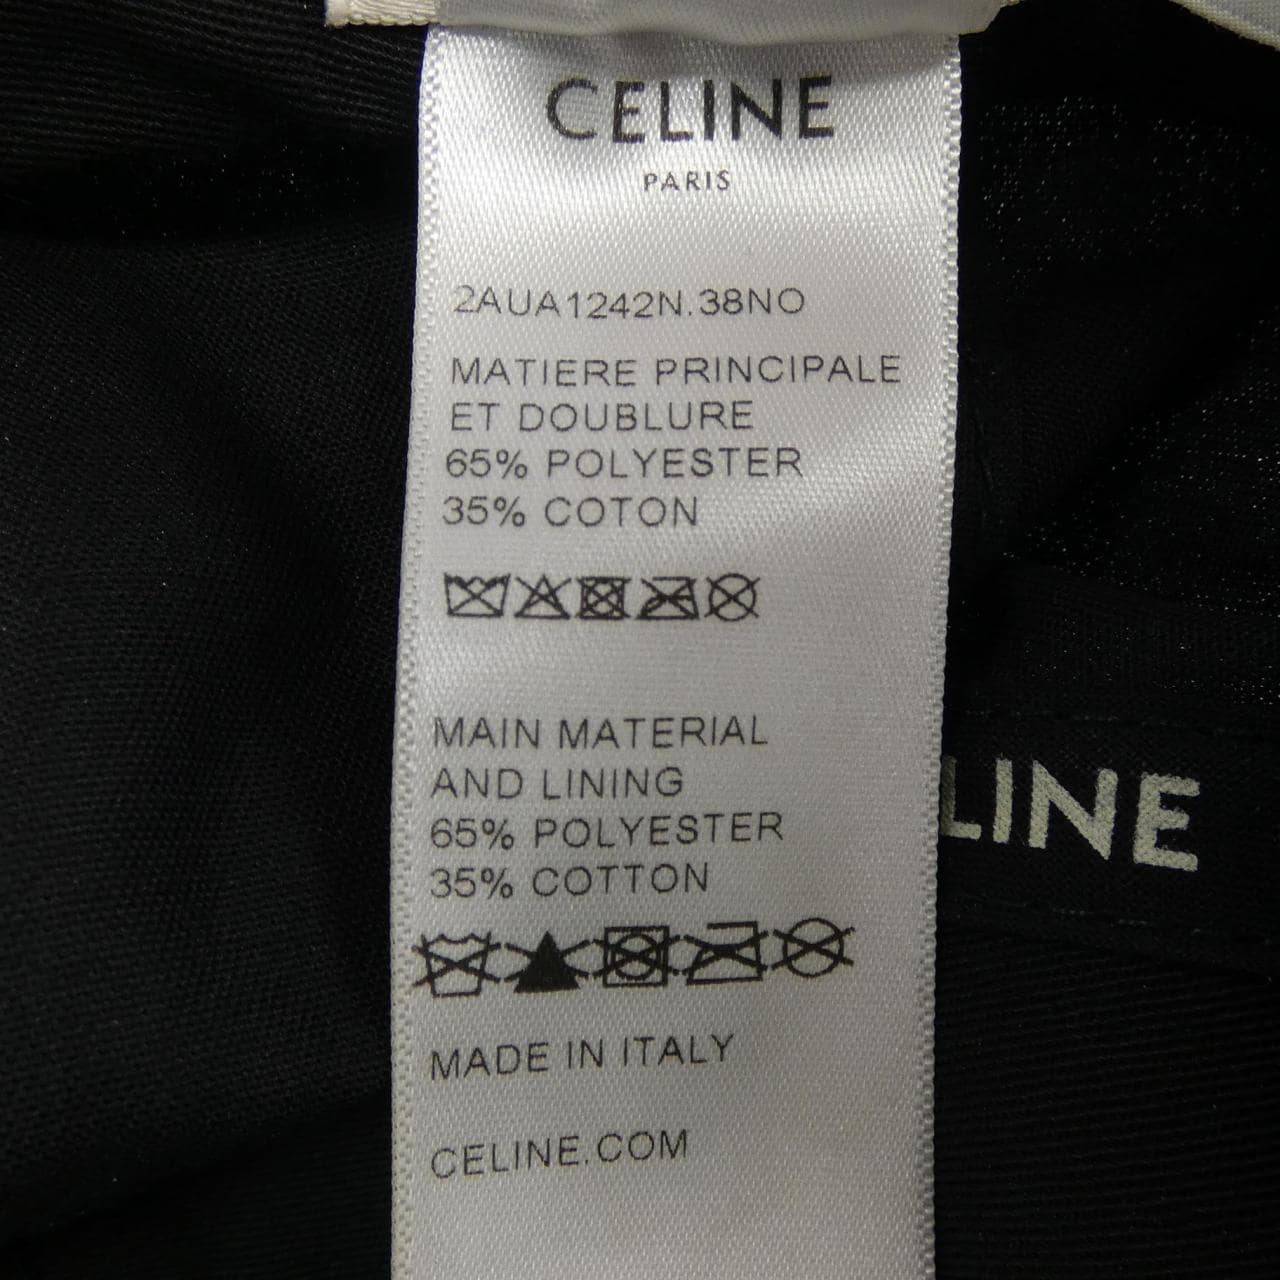 CELINE
PARIS
2AUA1242N.38NO
MATIERE PRINCIPALE
ET DOUBLURE
65% POLYESTER
35% COTON
MAIN MATERIAL
AND LINING
65% POLYESTER
35% COTTON
MADE IN ITALY
CELINE.COM
LINE